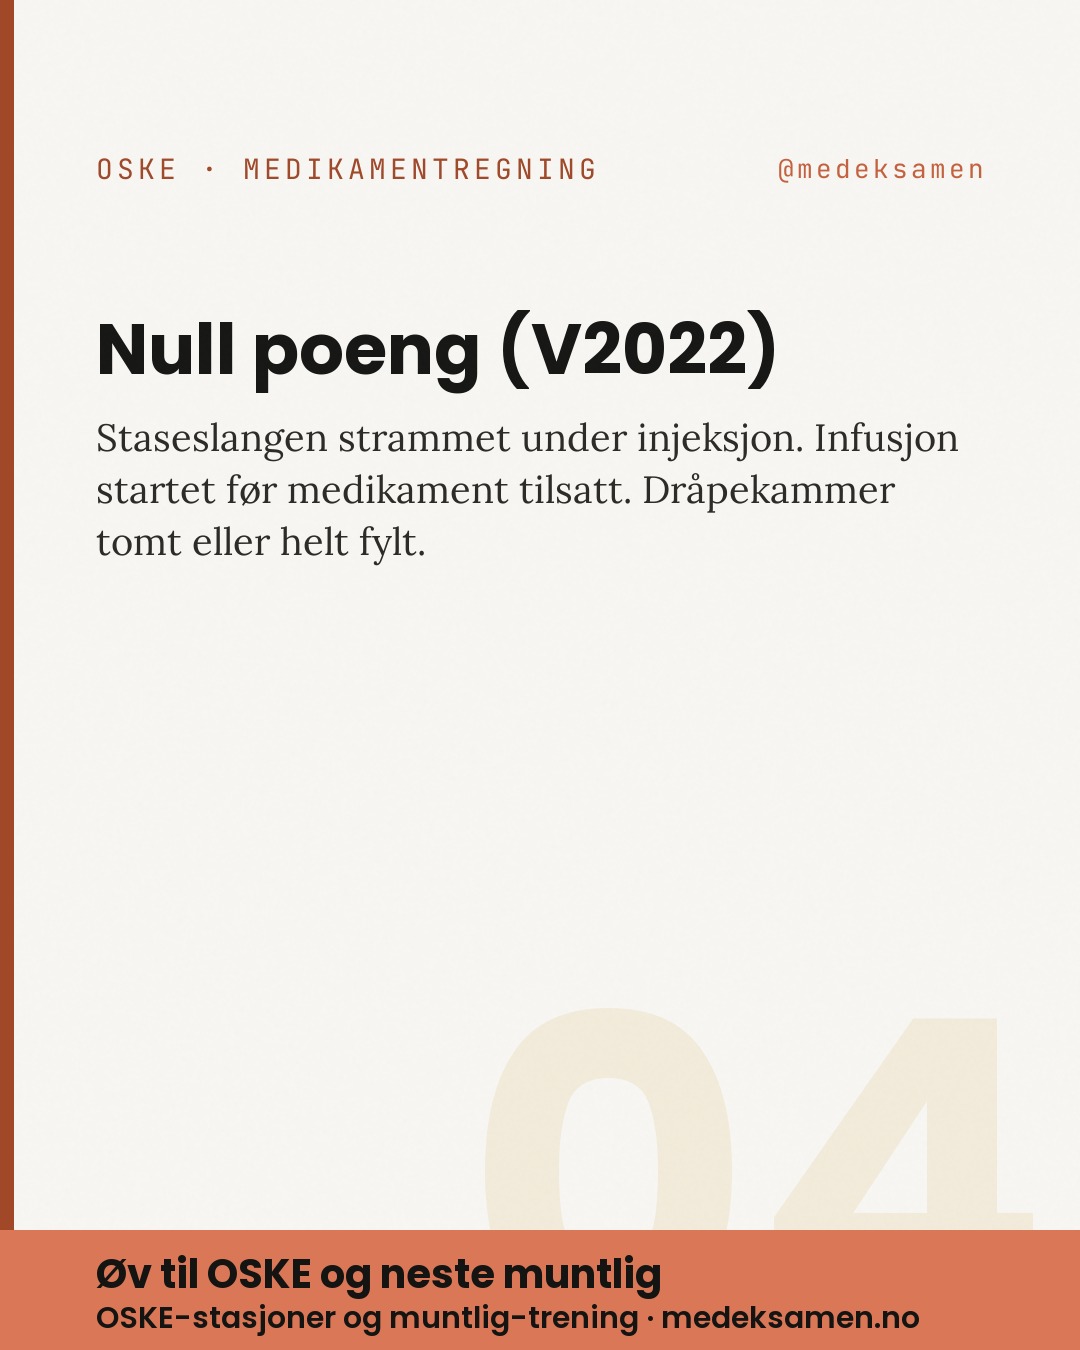 OSKE · MEDIKAMENTREGNING
@medeksamen
Null poeng (V2022)
Staseslangen strammet under injeksjon. Infusjon
startet før medikament tilsatt. Dråpekammer
tomt eller helt fylt.
04
Øv til OSKE og neste muntlig
OSKE-stasjoner og muntlig-trening · medeksamen.no